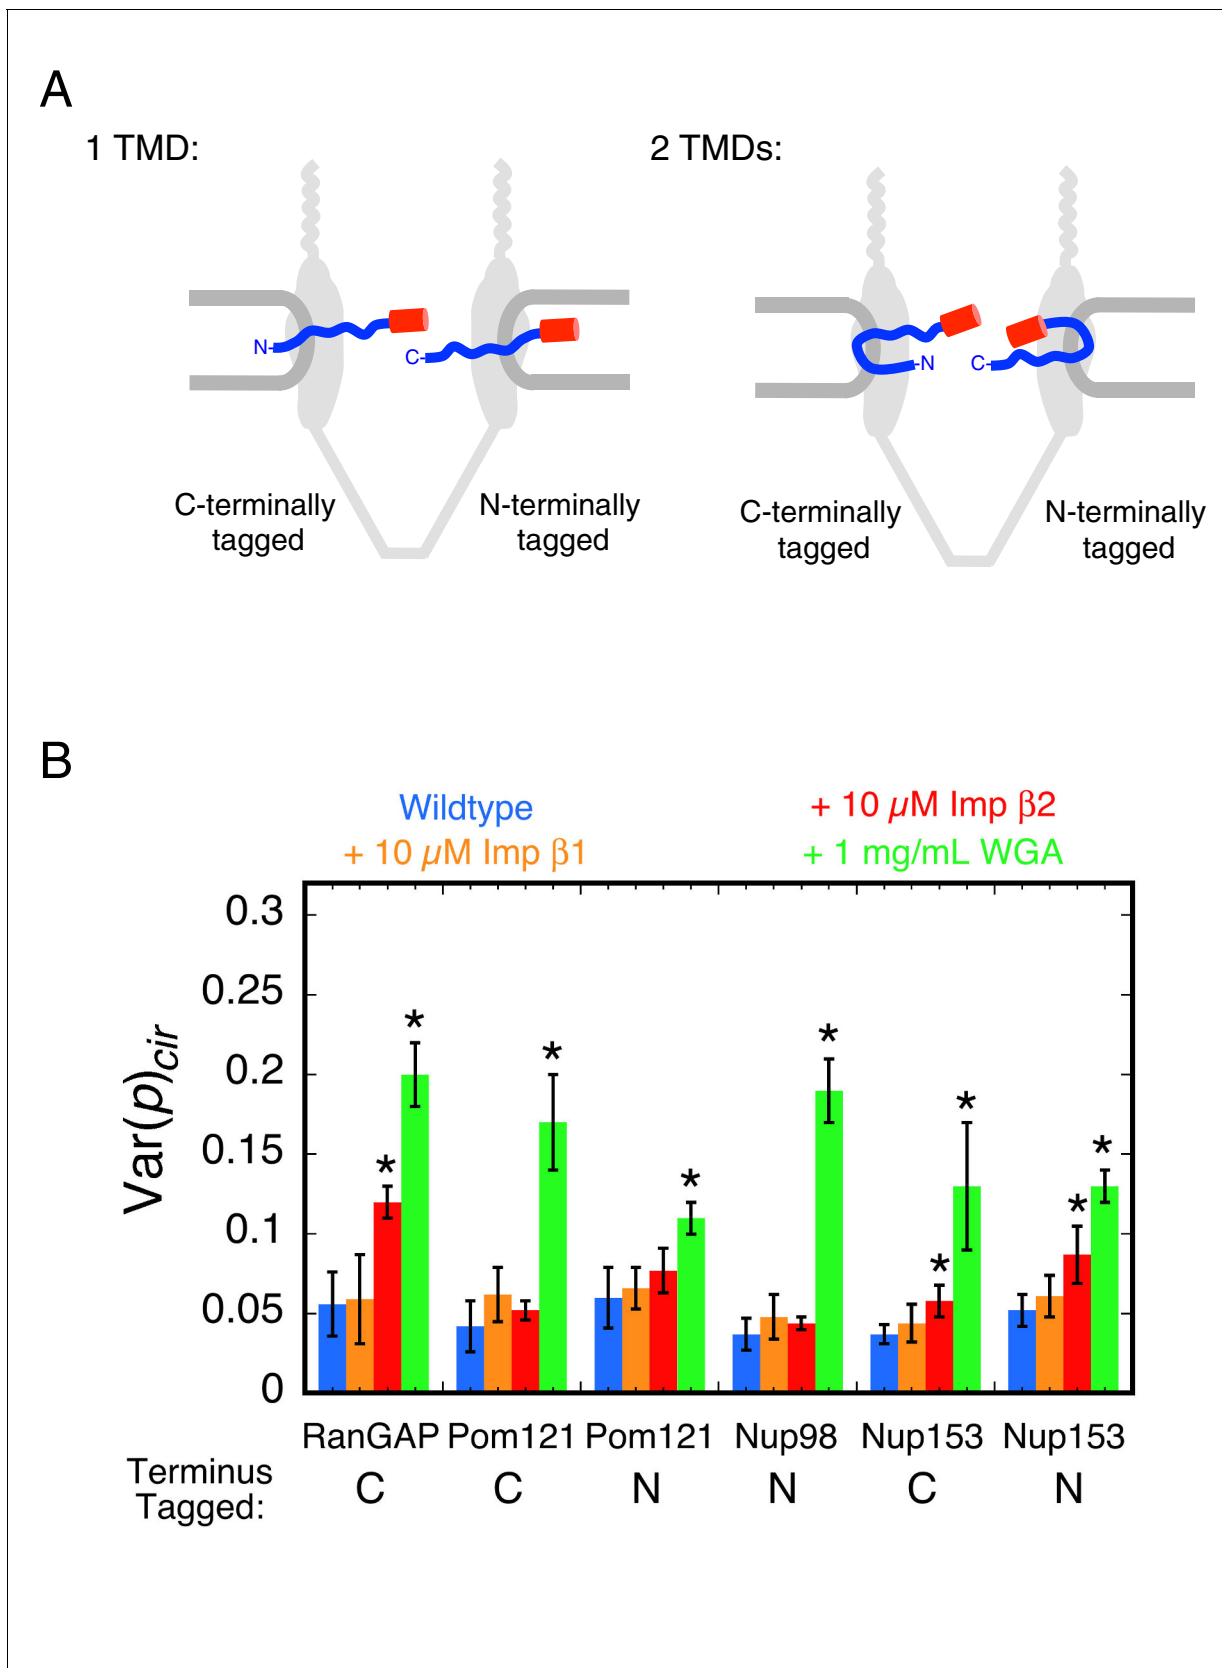 A
1 TMD:
2 TMDs:
N-
C-
-N
C-
C-terminally
tagged
N-terminally
tagged
C-terminally
tagged
N-terminally
tagged
B
Wildtype
+ 10 µM Imp β1
+ 10 µM Imp β2
+ 1 mg/mL WGA
Var(p)cir
0.3
0.25
0.2
0.15
0.1
0.05
0
* * * * * * * * *
RanGAP Pom121 Pom121 Nup98 Nup153 Nup153
Terminus
Tagged:
C C N N C N